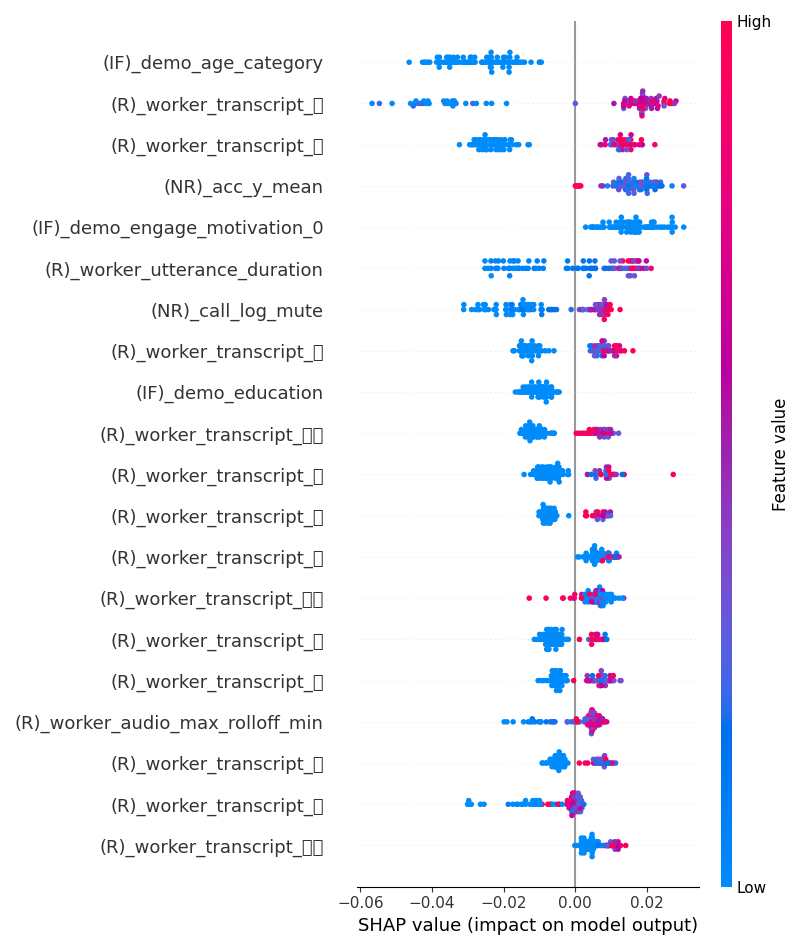 High
(IF)_demo_age_category
(R)_worker_transcript_
(R)_worker_transcript_
(NR)_acc_y_mean
(IF)_demo_engage_motivation_0
(R)_worker_utterance_duration
(NR)_call_log_mute
(R)_worker_transcript_
(IF)_demo_education
(R)_worker_transcript_
(R)_worker_transcript_
(R)_worker_transcript_
(R)_worker_transcript_
(R)_worker_transcript_
(R)_worker_transcript_
(R)_worker_transcript_
(R)_worker_audio_max_rolloff_min
(R)_worker_transcript_
(R)_worker_transcript_
(R)_worker_transcript_
Low
Feature value
−0.06 −0.04 −0.02 0.00 0.02
SHAP value (impact on model output)